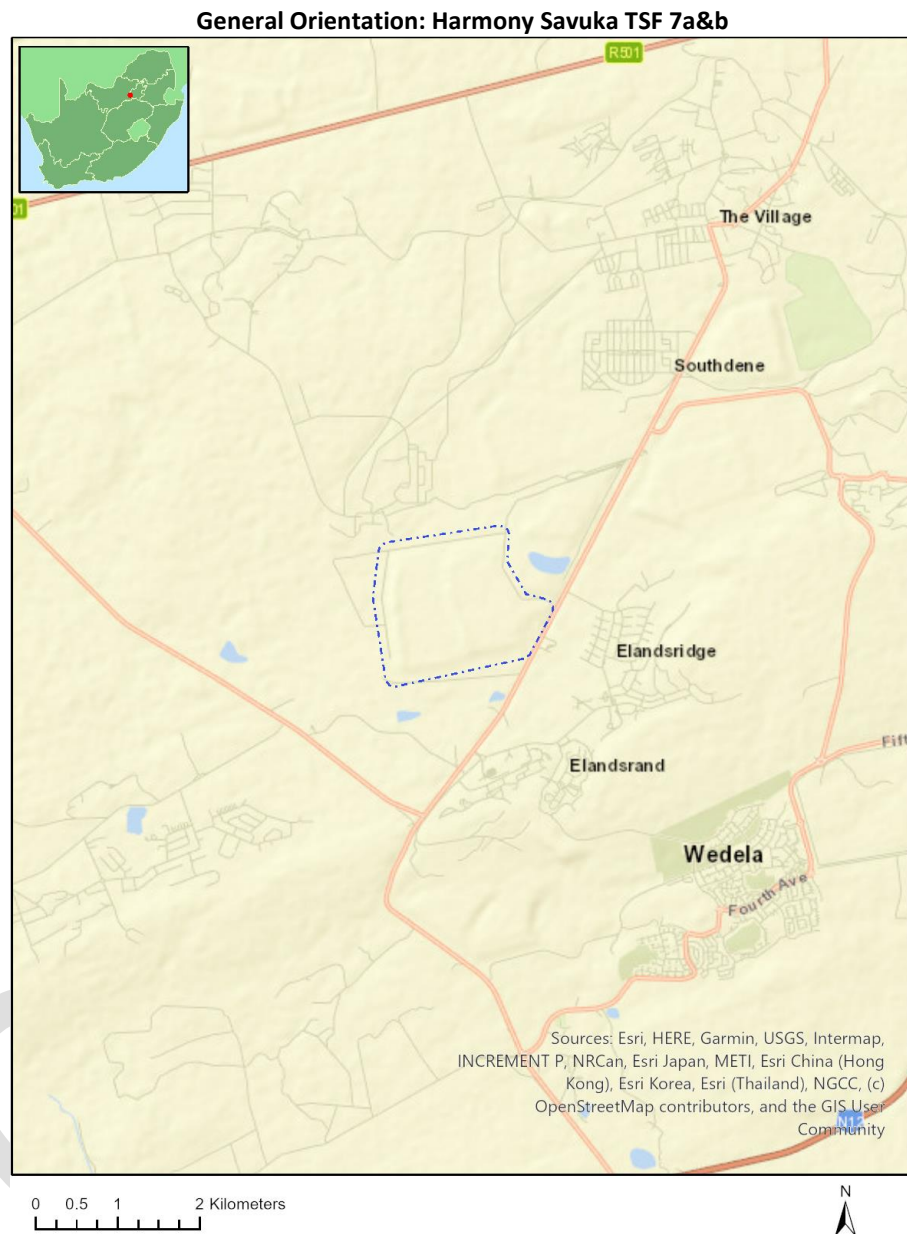 General Orientation: Harmony Savuka TSF 7a&b
R501
01
The Village
Southdene
Elandsridge
Elandsrand
Fift
Wedela
Fourth Ave
Sources: Esri, HERE, Garmin, USGS, Intermap,
INCREMENT P, NRCan, Esri Japan, METI, Esri China (Hong
Kong), Esri Korea, Esri (Thailand), NGCC, (c)
OpenStreetMap contributors, and the GIS User
Community
N12
0 0.5 1 2 Kilometers
N